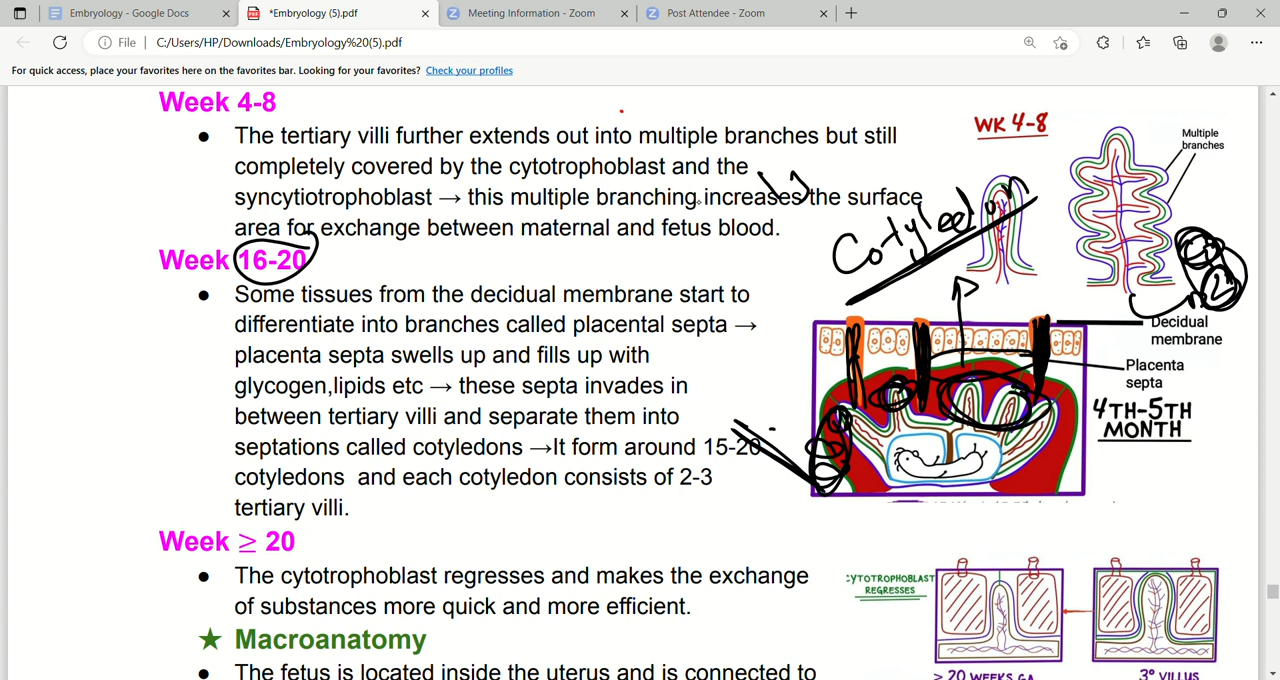 Embryology - Google Docs
*Embryology (5).pdf
Meeting Information - Zoom
Post Attendee - Zoom
File
C:/Users/HP/Downloads/Embryology%20(5).pdf
For quick access, place your favorites here on the favorites bar. Looking for your favorites? Check your profiles
Week 4-8
● The tertiary villi further extends out into multiple branches but still
completely covered by the cytotrophoblast and the
syncytiotrophoblast → this multiple branching increases the surface
area for exchange between maternal and fetus blood.
WK 4-8
Multiple
branches
Cotyledon
Week 16-20
● Some tissues from the decidual membrane start to
differentiate into branches called placental septa →
placenta septa swells up and fills up with
glycogen,lipids etc → these septa invades in
between tertiary villi and separate them into
septations called cotyledons →It form around 15-20
cotyledons and each cotyledon consists of 2-3
tertiary villi.
2
Decidual
membrane
Placenta
septa
4TH-5TH
MONTH
Week ≥ 20
● The cytotrophoblast regresses and makes the exchange
of substances more quick and more efficient.
CYTOTROPHOBLAST
REGRESSES
★ Macroanatomy
● The fetus is located inside the uterus and is connected to
≥ 20 WEEKS GA
3° VILLUS